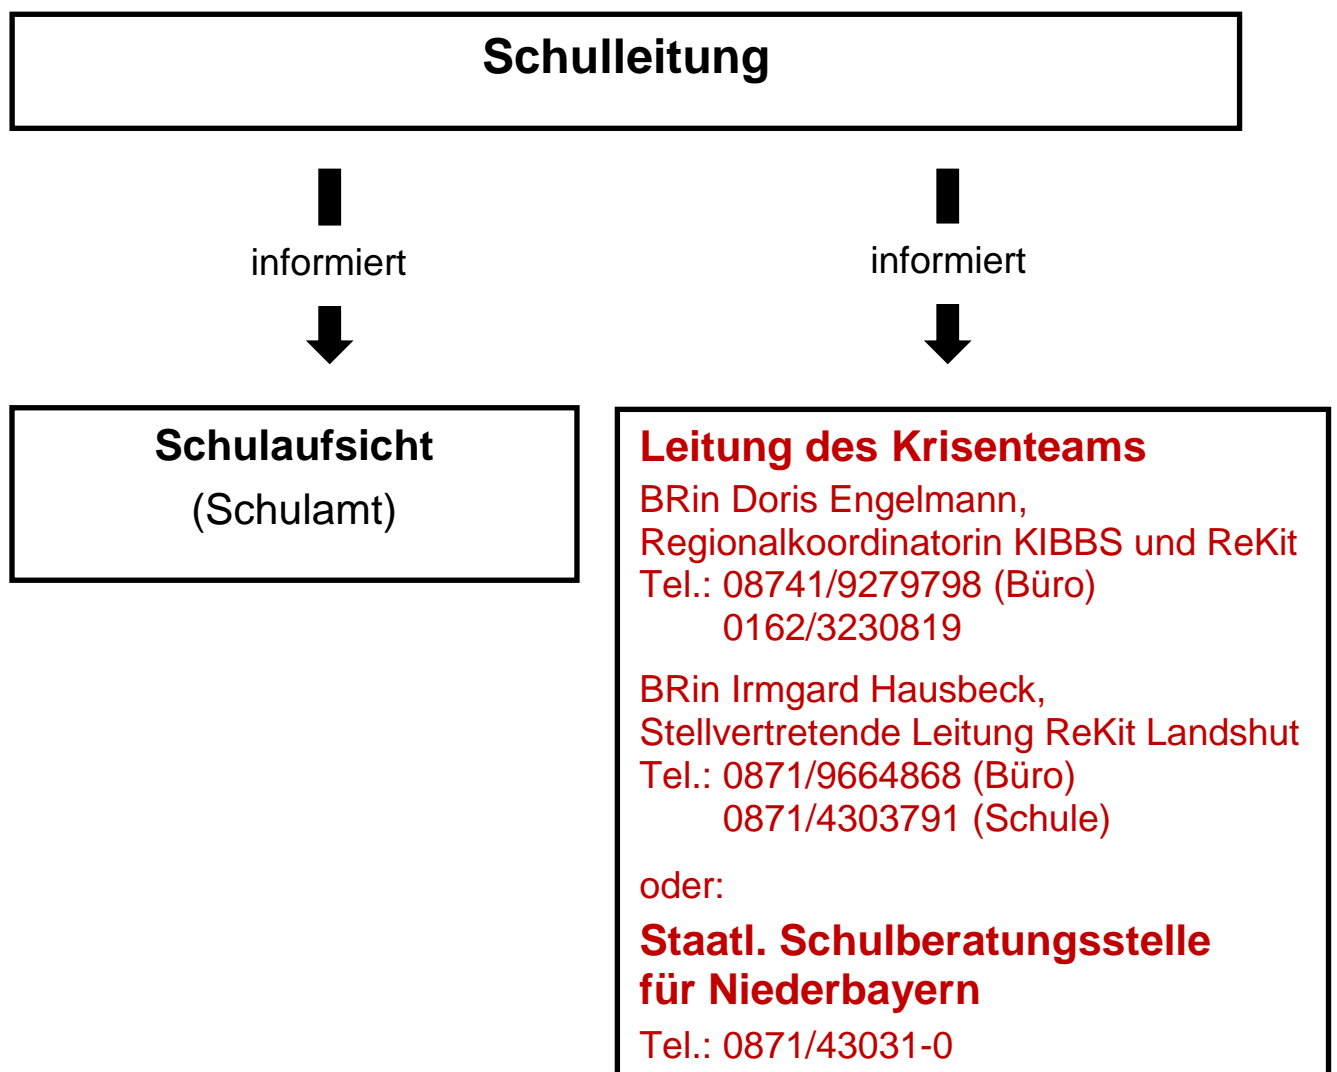 Schulleitung
informiert
informiert
Schulaufsicht
(Schulamt)
Leitung des Krisenteams
BRin Doris Engelmann,
Regionalkoordinatorin KIBBS und ReKit
Tel.: 08741/9279798 (Büro)
0162/3230819
BRin Irmgard Hausbeck,
Stellvertretende Leitung ReKit Landshut
Tel.: 0871/9664868 (Büro)
0871/4303791 (Schule)
oder:
Staatl. Schulberatungsstelle
für Niederbayern
Tel.: 0871/43031-0